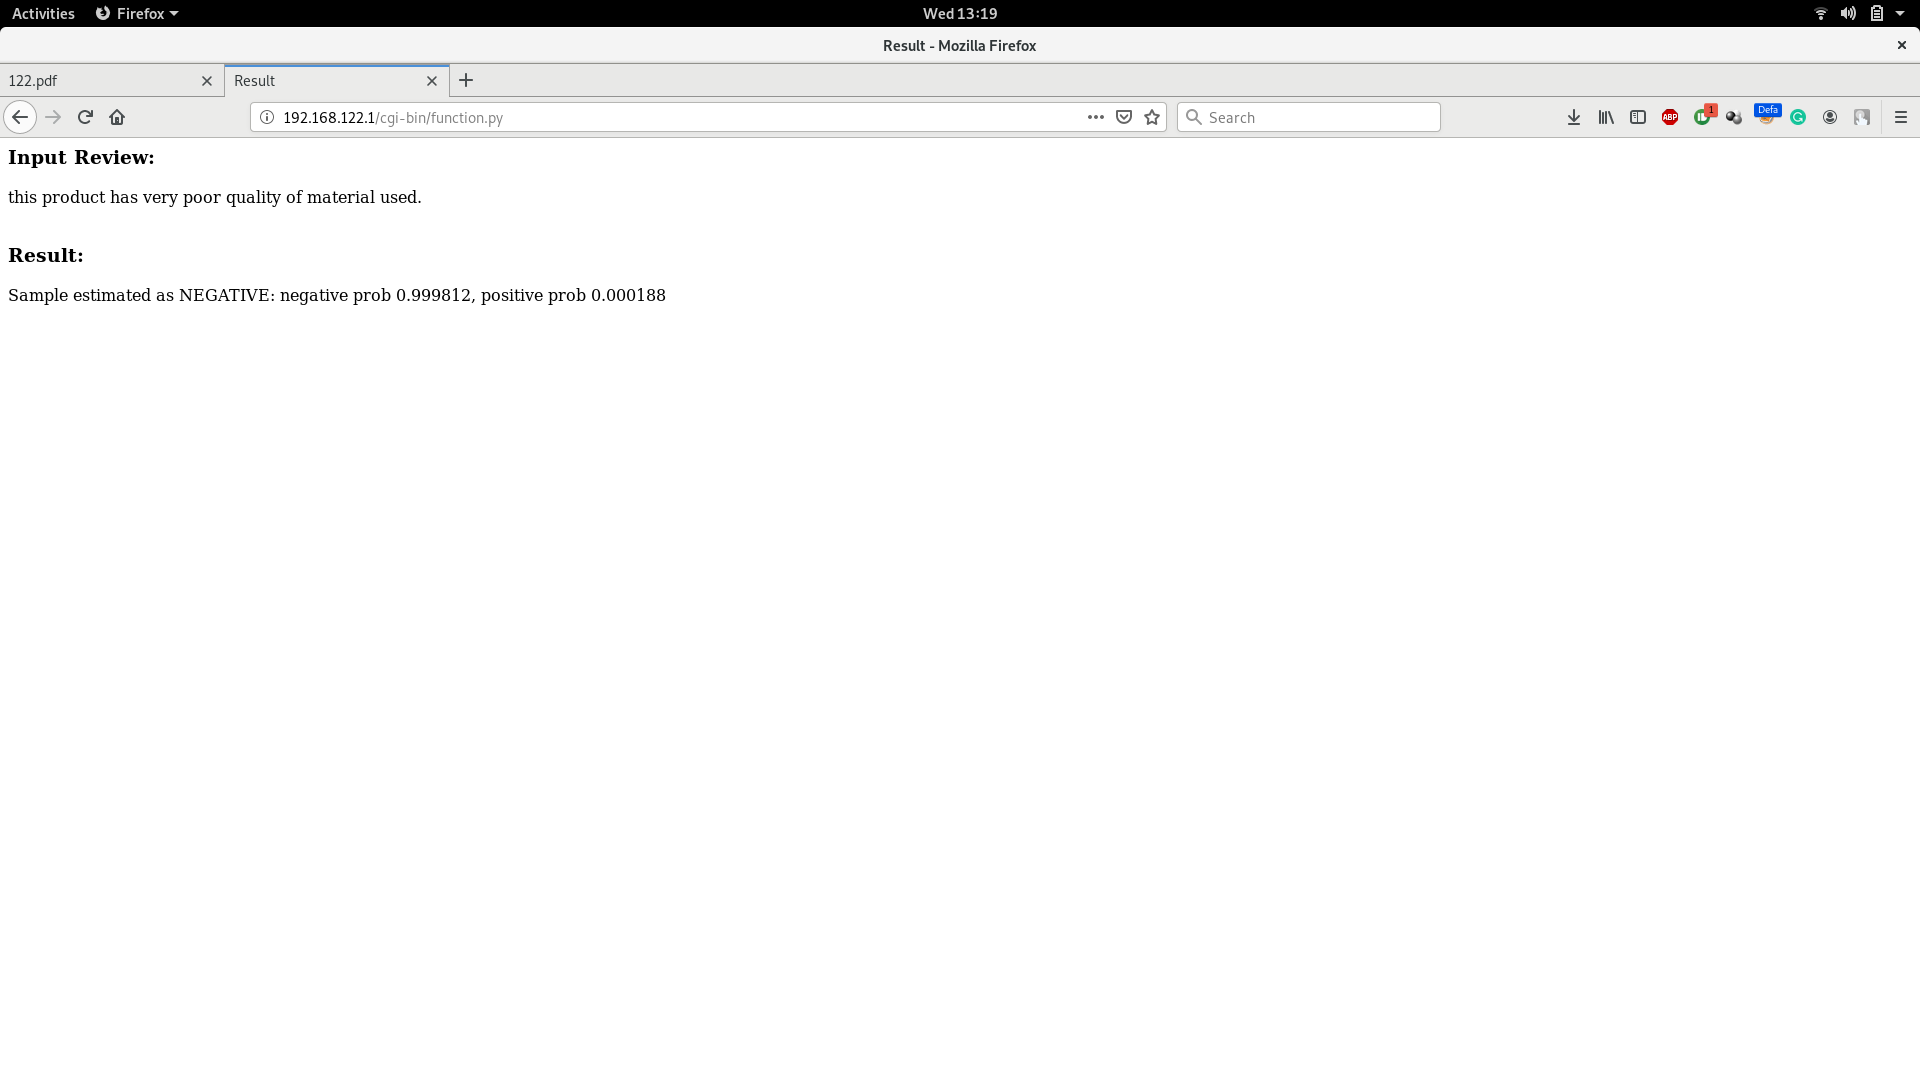 Activities Firefox Wed 13:19
Result - Mozilla Firefox
122.pdf Result
192.168.122.1/cgi-bin/function.py Search ABP 1 Defa
Input Review:
this product has very poor quality of material used.
Result:
Sample estimated as NEGATIVE: negative prob 0.999812, positive prob 0.000188